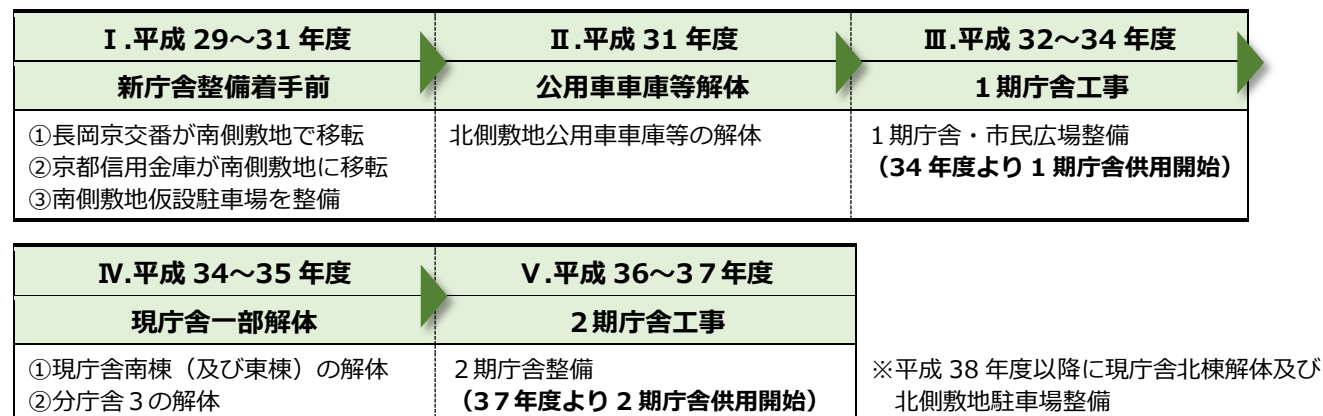 Ⅰ.平成 29～31 年度
新庁舎整備着手前
①長岡京交番が南側敷地で移転
②京都信用金庫が南側敷地に移転
③南側敷地仮設駐車場を整備
Ⅱ.平成 31 年度
公用車車庫等解体
北側敷地公用車車庫等の解体
Ⅲ.平成 32～34 年度
１期庁舎工事
１期庁舎・市民広場整備
（34 年度より 1 期庁舎供用開始）
Ⅳ.平成 34～35 年度
現庁舎一部解体
①現庁舎南棟（及び東棟）の解体
②分庁舎３の解体
Ⅴ.平成 36～３７年度
２期庁舎工事
２期庁舎整備
（３７年度より 2 期庁舎供用開始）
※平成 38 年度以降に現庁舎北棟解体及び
北側敷地駐車場整備